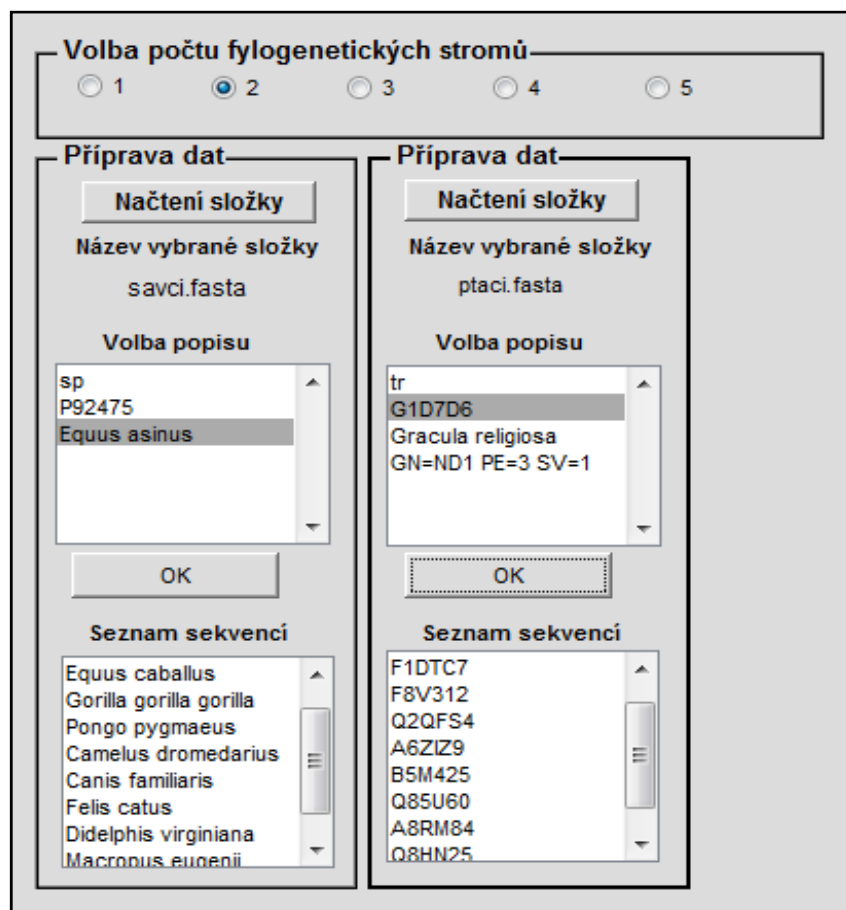 Volba počtu fylogenetických stromů
1 2 3 4 5
Příprava dat
Načtení složky
Název vybrané složky
savci.fasta
Volba popisu
sp
P92475
Equus asinus
OK
Seznam sekvencí
Equus caballus
Gorilla gorilla gorilla
Pongo pygmaeus
Camelus dromedarius
Canis familiaris
Felis catus
Didelphis virginiana
Macropus eugenii
Příprava dat
Načtení složky
Název vybrané složky
ptaci.fasta
Volba popisu
tr
G1D7D6
Gracula religiosa
GN=ND1 PE=3 SV=1
OK
Seznam sekvencí
F1DTC7
F8V312
Q2QFS4
A6ZIZ9
B5M425
Q85U60
A8RM84
Q8HN25